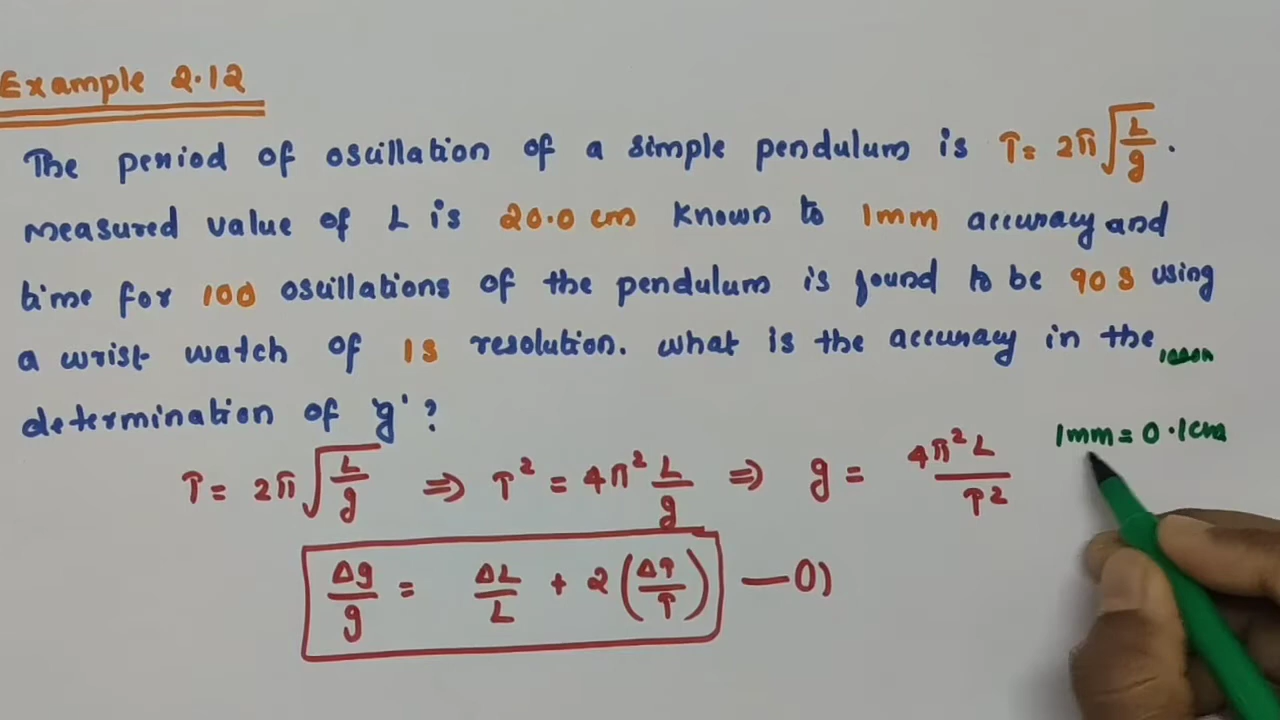 Example 2.12
The period of oscillation of a simple pendulum is T = 2π√(L/g).
measured value of L is 20.0 cm known to 1mm accuracy and
time for 100 oscillations of the pendulum is found to be 90 s using
a wrist watch of 1s resolution. what is the accuracy in the
determination of 'g'?
1mm = 0.1cm
T = 2π√(L/g) ⇒ T² = 4π² L/g ⇒ g = 4π²L/T²
Δg/g = ΔL/L + 2(ΔT/T) —01